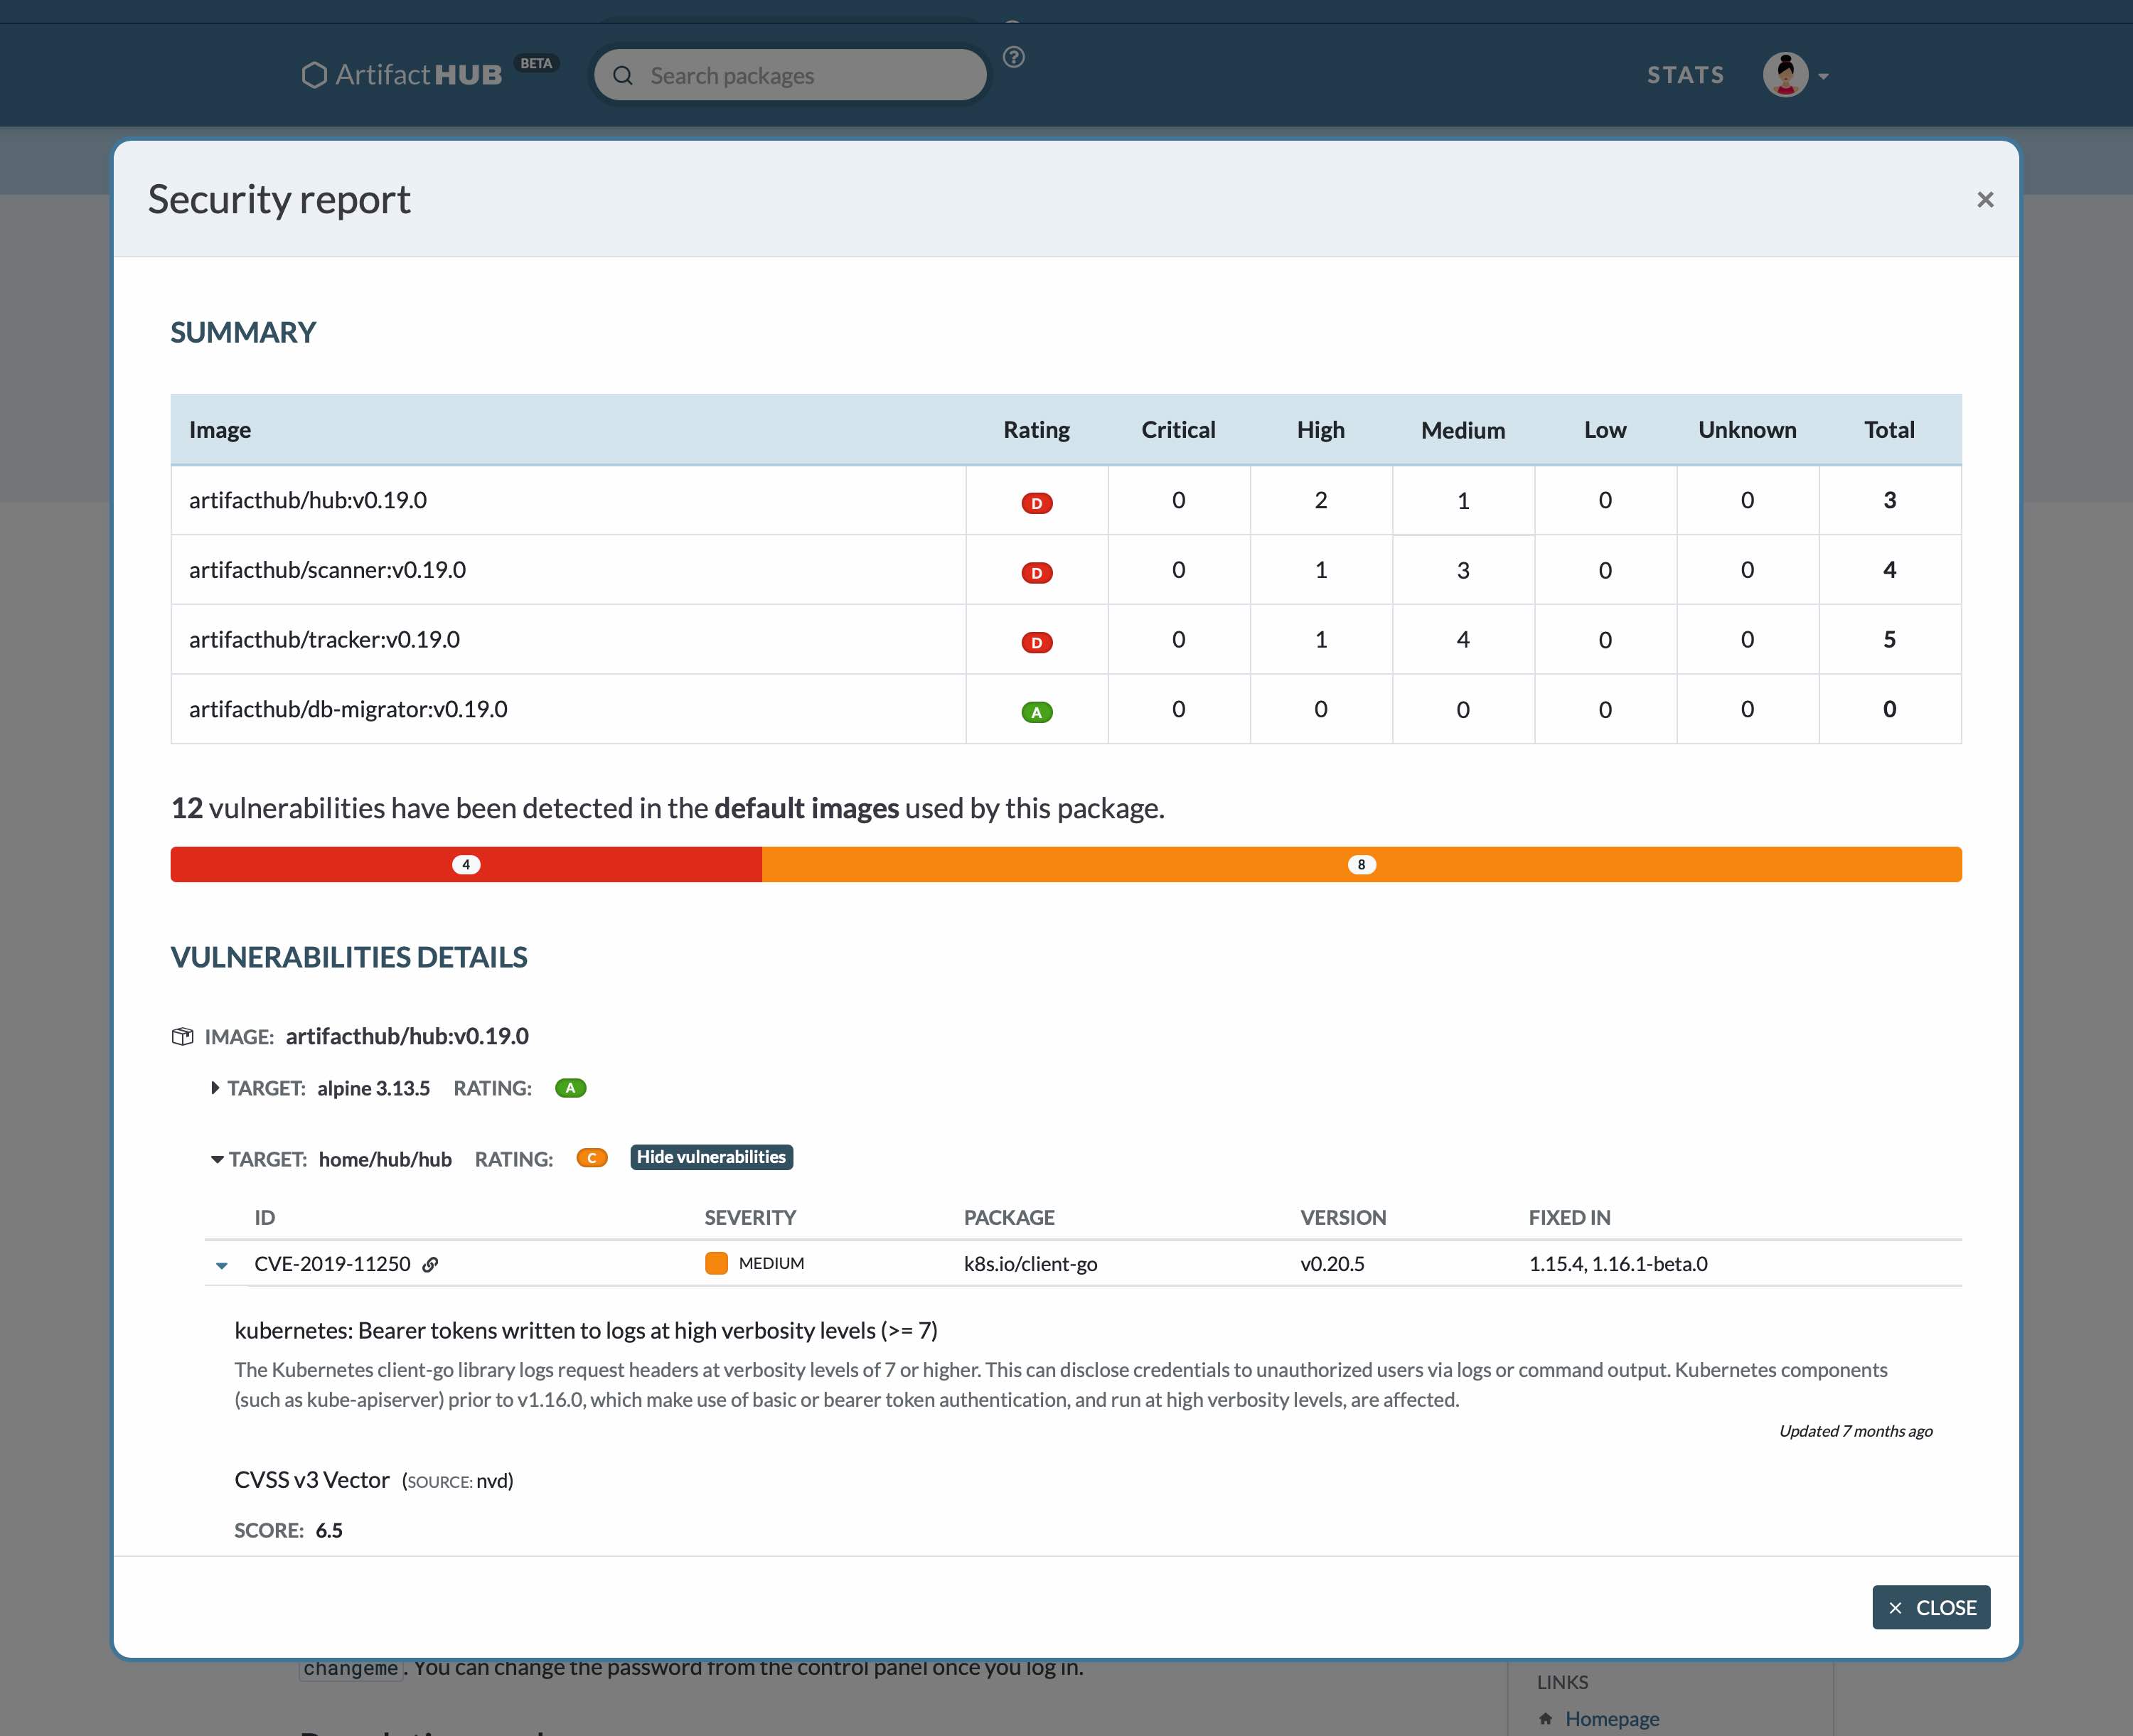 ArtifactHUB BETA
Search packages
?
STATS
Security report
SUMMARY
Image Rating Critical High Medium Low Unknown Total
artifacthub/hub:v0.19.0 D 0 2 1 0 0 3
artifacthub/scanner:v0.19.0 D 0 1 3 0 0 4
artifacthub/tracker:v0.19.0 D 0 1 4 0 0 5
artifacthub/db-migrator:v0.19.0 A 0 0 0 0 0 0
12 vulnerabilities have been detected in the default images used by this package.
4 8
VULNERABILITIES DETAILS
IMAGE: artifacthub/hub:v0.19.0
TARGET: alpine 3.13.5 RATING: A
TARGET: home/hub/hub RATING: C Hide vulnerabilities
ID SEVERITY PACKAGE VERSION FIXED IN
CVE-2019-11250 MEDIUM k8s.io/client-go v0.20.5 1.15.4, 1.16.1-beta.0
kubernetes: Bearer tokens written to logs at high verbosity levels (>= 7)
The Kubernetes client-go library logs request headers at verbosity levels of 7 or higher. This can disclose credentials to unauthorized users via logs or command output. Kubernetes components
(such as kube-apiserver) prior to v1.16.0, which make use of basic or bearer token authentication, and run at high verbosity levels, are affected.
Updated 7 months ago
CVSS v3 Vector (SOURCE: nvd)
SCORE: 6.5
CLOSE
changeme. You can change the password from the control panel once you log in.
LINKS
Homepage